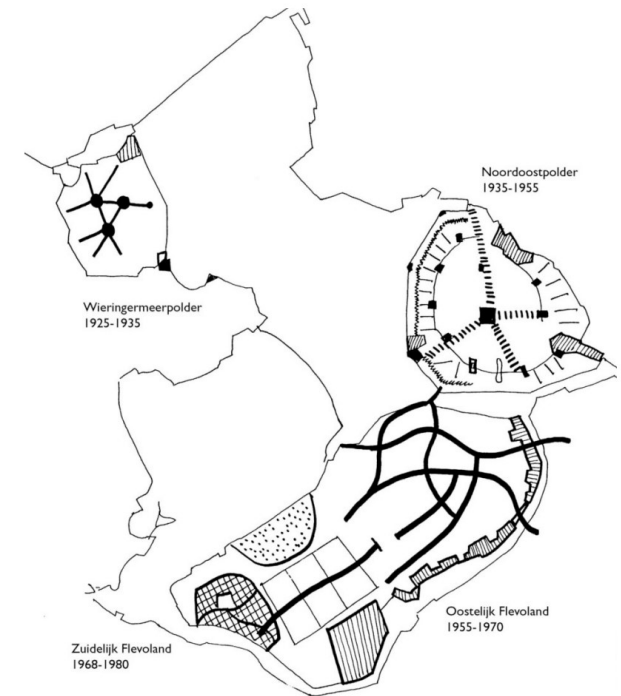 Noordoostpolder
1935-1955
Wieringermeerpolder
1925-1935
Oostelijk Flevoland
1955-1970
Zuidelijk Flevoland
1968-1980